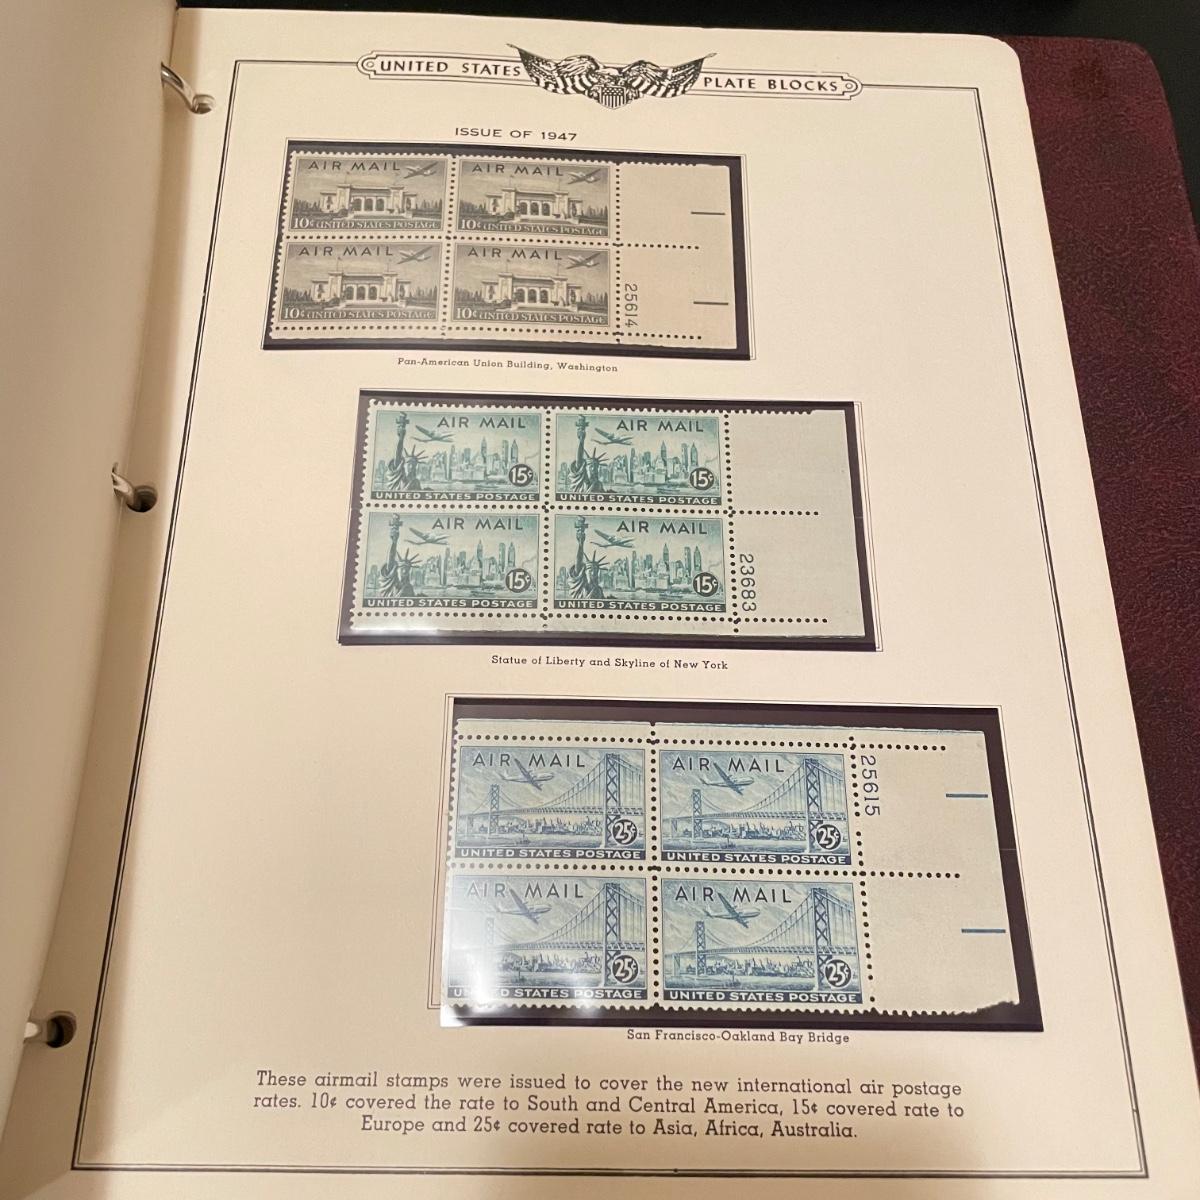 UNITED STATES PLATE BLOCKS
ISSUE OF 1947
AIR MAIL AIR MAIL
10¢ UNITED STATES POSTAGE 10¢ UNITED STATES POSTAGE
AIR MAIL AIR MAIL
10¢ UNITED STATES POSTAGE 10¢ UNITED STATES POSTAGE
25614
Pan-American Union Building, Washington
AIR MAIL AIR MAIL
15¢ 15¢
UNITED STATES POSTAGE UNITED STATES POSTAGE
AIR MAIL AIR MAIL
15¢ 15¢
UNITED STATES POSTAGE UNITED STATES POSTAGE
23683
Statue of Liberty and Skyline of New York
AIR MAIL AIR MAIL
25615
25¢ 25¢
UNITED STATES POSTAGE UNITED STATES POSTAGE
AIR MAIL AIR MAIL
25¢ 25¢
UNITED STATES POSTAGE UNITED STATES POSTAGE
San Francisco-Oakland Bay Bridge
These airmail stamps were issued to cover the new international air postage
rates. 10¢ covered the rate to South and Central America, 15¢ covered rate to
Europe and 25¢ covered rate to Asia, Africa, Australia.